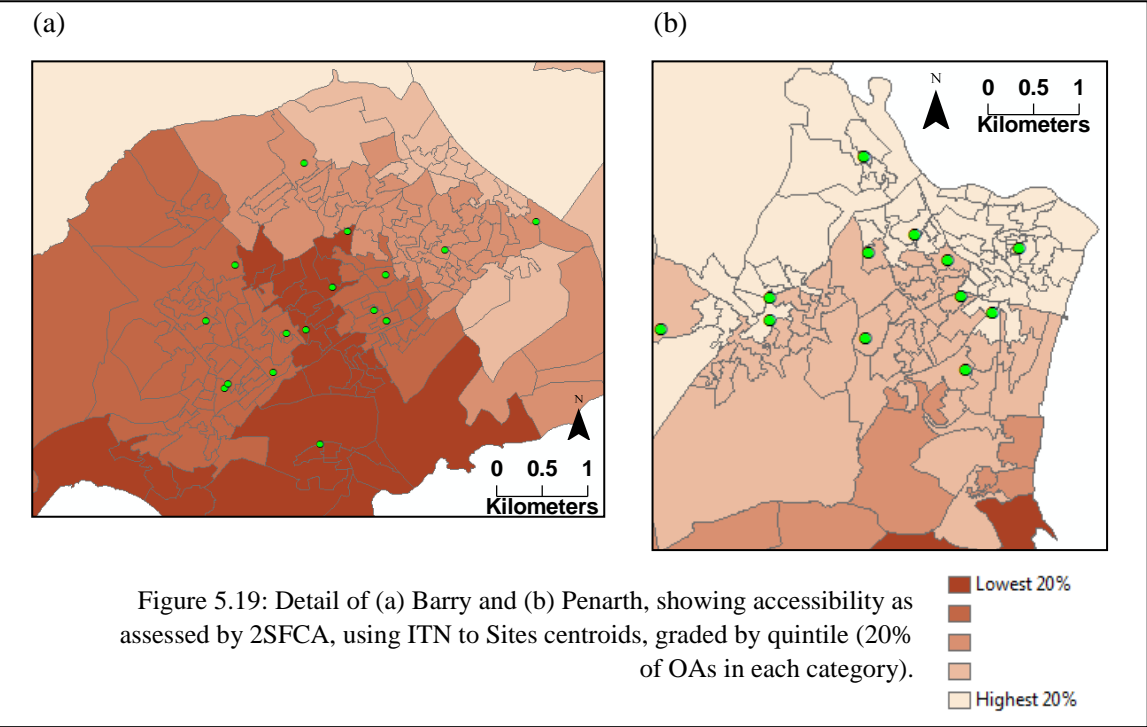 (a)
(b)
N
0 0.5 1
Kilometers
N
0 0.5 1
Kilometers
Figure 5.19: Detail of (a) Barry and (b) Penarth, showing accessibility as
assessed by 2SFCA, using ITN to Sites centroids, graded by quintile (20%
of OAs in each category).
Lowest 20%
Highest 20%